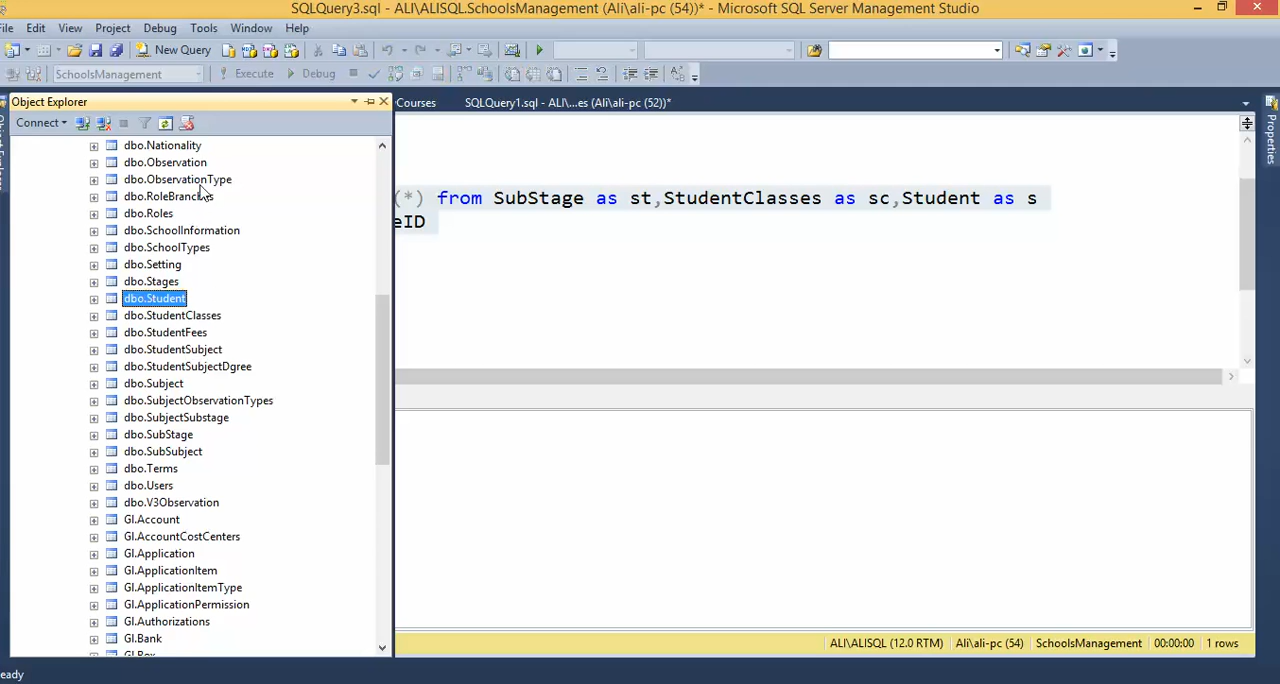 SQLQuery3.sql - ALI\ALISQL.SchoolsManagement (Ali\ali-pc (54))* - Microsoft SQL Server Management Studio
File Edit View Project Debug Tools Window Help
New Query
SchoolsManagement Execute Debug
Object Explorer
Courses SQLQuery1.sql - ALI\...es (Ali\ali-pc (52))*
Connect
Properties
dbo.Nationality
dbo.Observation
dbo.ObservationType
dbo.RoleBranches
dbo.Roles
dbo.SchoolInformation
dbo.SchoolTypes
dbo.Setting
dbo.Stages
dbo.Student
dbo.StudentClasses
dbo.StudentFees
dbo.StudentSubject
dbo.StudentSubjectDgree
dbo.Subject
dbo.SubjectObservationTypes
dbo.SubjectSubstage
dbo.SubStage
dbo.SubSubject
dbo.Terms
dbo.Users
dbo.V3Observation
Gl.Account
Gl.AccountCostCenters
Gl.Application
Gl.ApplicationItem
Gl.ApplicationItemType
Gl.ApplicationPermission
Gl.Authorizations
Gl.Bank
(*) from SubStage as st,StudentClasses as sc,Student as s
eID
ALI\ALISQL (12.0 RTM) Ali\ali-pc (54) SchoolsManagement 00:00:00 1 rows
eady